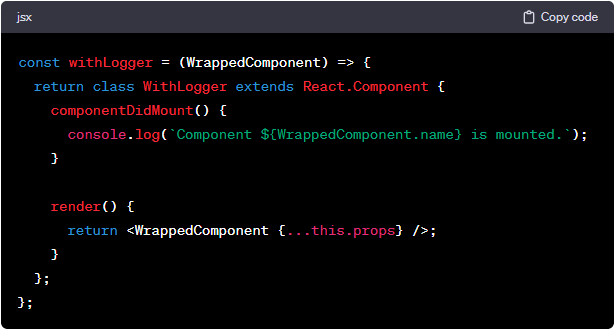 jsx
Copy code
const withLogger = (WrappedComponent) => {
  return class WithLogger extends React.Component {
    componentDidMount() {
      console.log(`Component ${WrappedComponent.name} is mounted.`);
    }

    render() {
      return <WrappedComponent {...this.props} />;
    }
  };
};